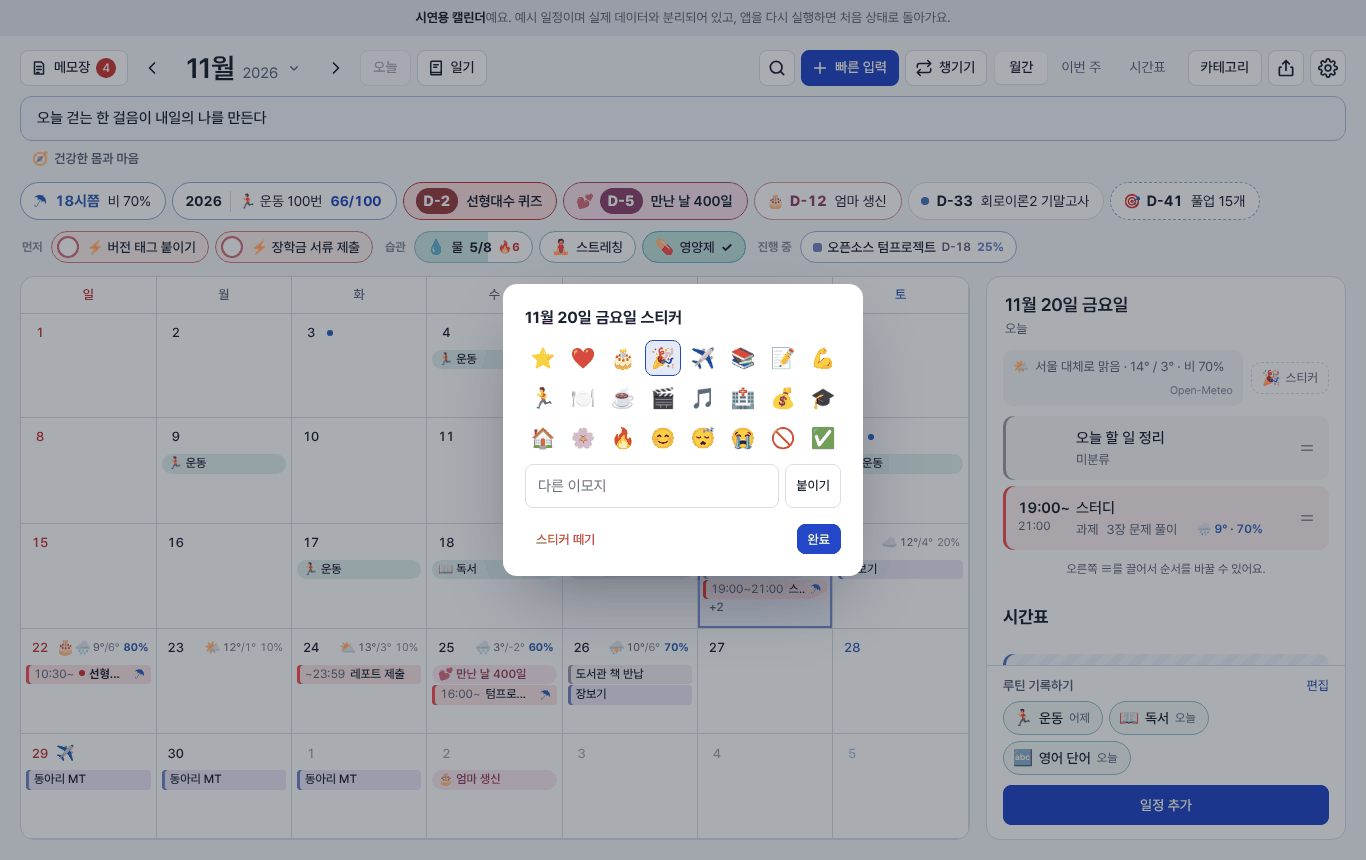 시연용 캘린더예요. 예시 일정이며 실제 데이터와 분리되어 있고, 앱을 다시 실행하면 처음 상태로 돌아가요.
메모장 4 11월 2026 오늘 일기 빠른 입력 챙기기 월간 이번 주 시간표 카테고리
오늘 걷는 한 걸음이 내일의 나를 만든다
건강한 몸과 마음
18시쯤 비 70% 2026 운동 100번 66/100 D-2 선형대수 퀴즈 D-5 만난 날 400일 D-12 엄마 생신 D-33 회로이론2 기말고사 D-41 풀업 15개
먼저 버전 태그 붙이기 장학금 서류 제출 습관 물 5/8 6 스트레칭 영양제 진행 중 오픈소스 텀프로젝트 D-18 25%
일 월 화 수 토
1 2 3 4
운동
8 9 10 11
운동 운동
15 16 17 18 12°/4° 20%
운동 독서 보기
19:00~21:00 스..
+2
22 9°/6° 80% 23 12°/1° 10% 24 13°/3° 10% 25 3°/-2° 60% 26 10°/6° 70% 27 28
10:30~ 선형... ~23:59 레포트 제출 만난 날 400일 도서관 책 반납
16:00~ 텀프로... 장보기
29 30 1 2 3 4 5
동아리 MT 동아리 MT 동아리 MT 엄마 생신
11월 20일 금요일 스티커
다른 이모지 붙이기
스티커 떼기 완료
11월 20일 금요일
오늘
서울 대체로 맑음 · 14° / 3° · 비 70%
Open-Meteo
스티커
오늘 할 일 정리
미분류
19:00~ 스터디
21:00 과제 3장 문제 풀이 9° · 70%
오른쪽 ≡를 끌어서 순서를 바꿀 수 있어요.
시간표
루틴 기록하기 편집
운동 어제 독서 오늘
영어 단어 오늘
일정 추가